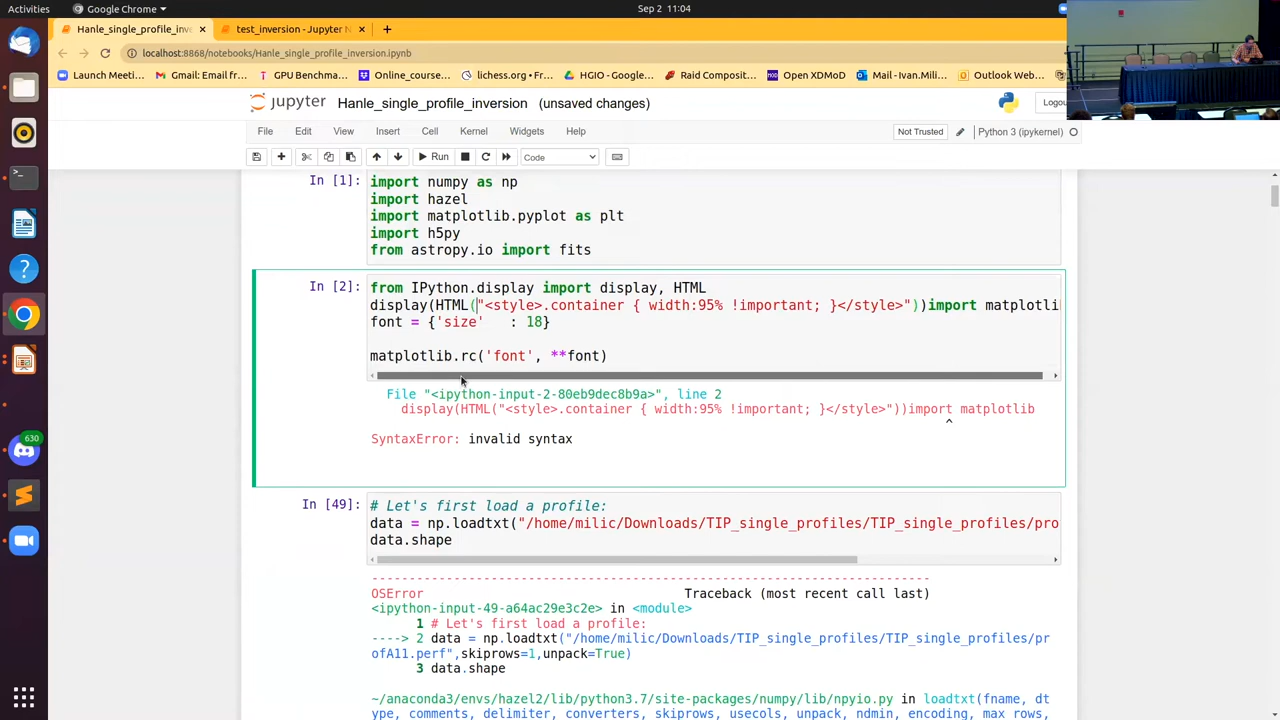 Activities
Google Chrome
Sep 2 11:04
Hanle_single_profile_inve
test_inversion - Jupyter N
localhost:8868/notebooks/Hanle_single_profile_inversion.ipynb
Launch Meeti...
Gmail: Email fr...
GPU Benchma...
Online_course...
lichess.org • Fr...
HGIO - Google...
Raid Composit...
Open XDMoD
Mail - Ivan.Mili...
Outlook Web...
jupyter
Hanle_single_profile_inversion
(unsaved changes)
Logou
File
Edit
View
Insert
Cell
Kernel
Widgets
Help
Not Trusted
Python 3 (ipykernel)
Run
Code
In [1]:
import numpy as np
import hazel
import matplotlib.pyplot as plt
import h5py
from astropy.io import fits
In [2]:
from IPython.display import display, HTML
display(HTML("<style>.container { width:95% !important; }</style>"))import matplotli
font = {'size'   : 18}
matplotlib.rc('font', **font)
File "<ipython-input-2-80eb9dec8b9a>", line 2
display(HTML("<style>.container { width:95% !important; }</style>"))import matplotlib
^
SyntaxError: invalid syntax
In [49]:
# Let's first load a profile:
data = np.loadtxt("/home/milic/Downloads/TIP_single_profiles/TIP_single_profiles/pro
data.shape
---------------------------------------------------------------------------
OSError
Traceback (most recent call last)
<ipython-input-49-a64ac29e3c2e> in <module>
1 # Let's first load a profile:
----> 2 data = np.loadtxt("/home/milic/Downloads/TIP_single_profiles/TIP_single_profiles/pr
ofA11.perf",skiprows=1,unpack=True)
3 data.shape
~/anaconda3/envs/hazel2/lib/python3.7/site-packages/numpy/lib/npyio.py in loadtxt(fname, dt
ype, comments, delimiter, converters, skiprows, usecols, unpack, ndmin, encoding, max_rows,
630